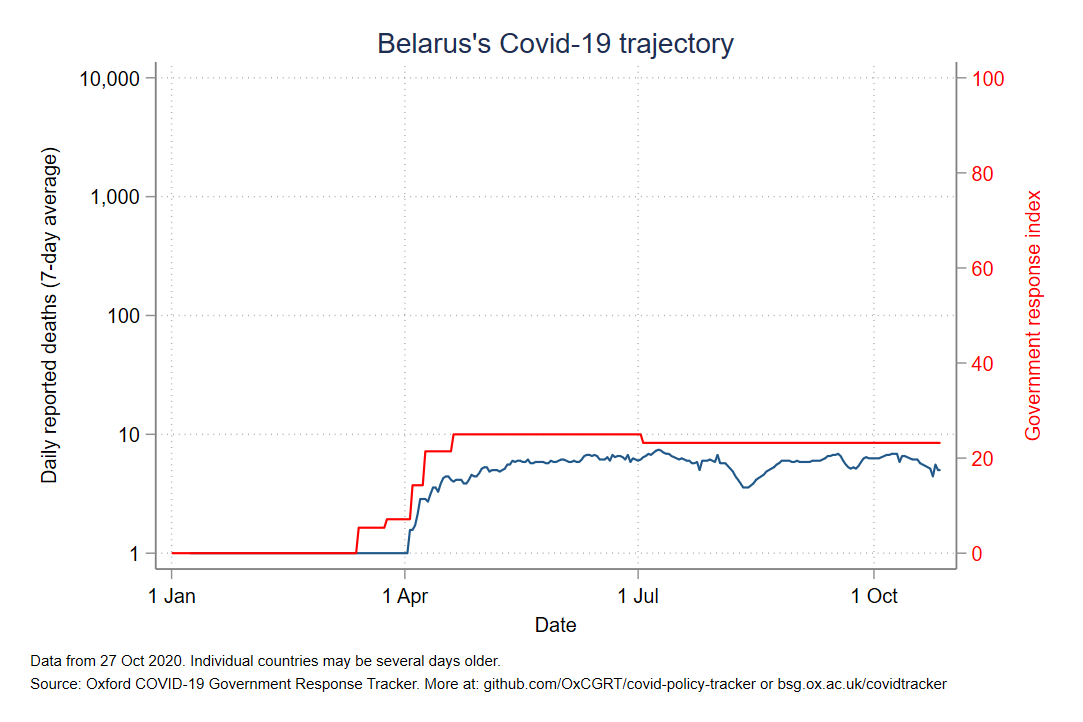 Belarus's Covid-19 trajectory
10,000
1,000
100
10
1
Daily reported deaths (7-day average)
100
80
60
40
20
0
Government response index
1 Jan
1 Apr
1 Jul
1 Oct
Date
Data from 27 Oct 2020. Individual countries may be several days older.
Source: Oxford COVID-19 Government Response Tracker. More at: github.com/OxCGRT/covid-policy-tracker or bsg.ox.ac.uk/covidtracker